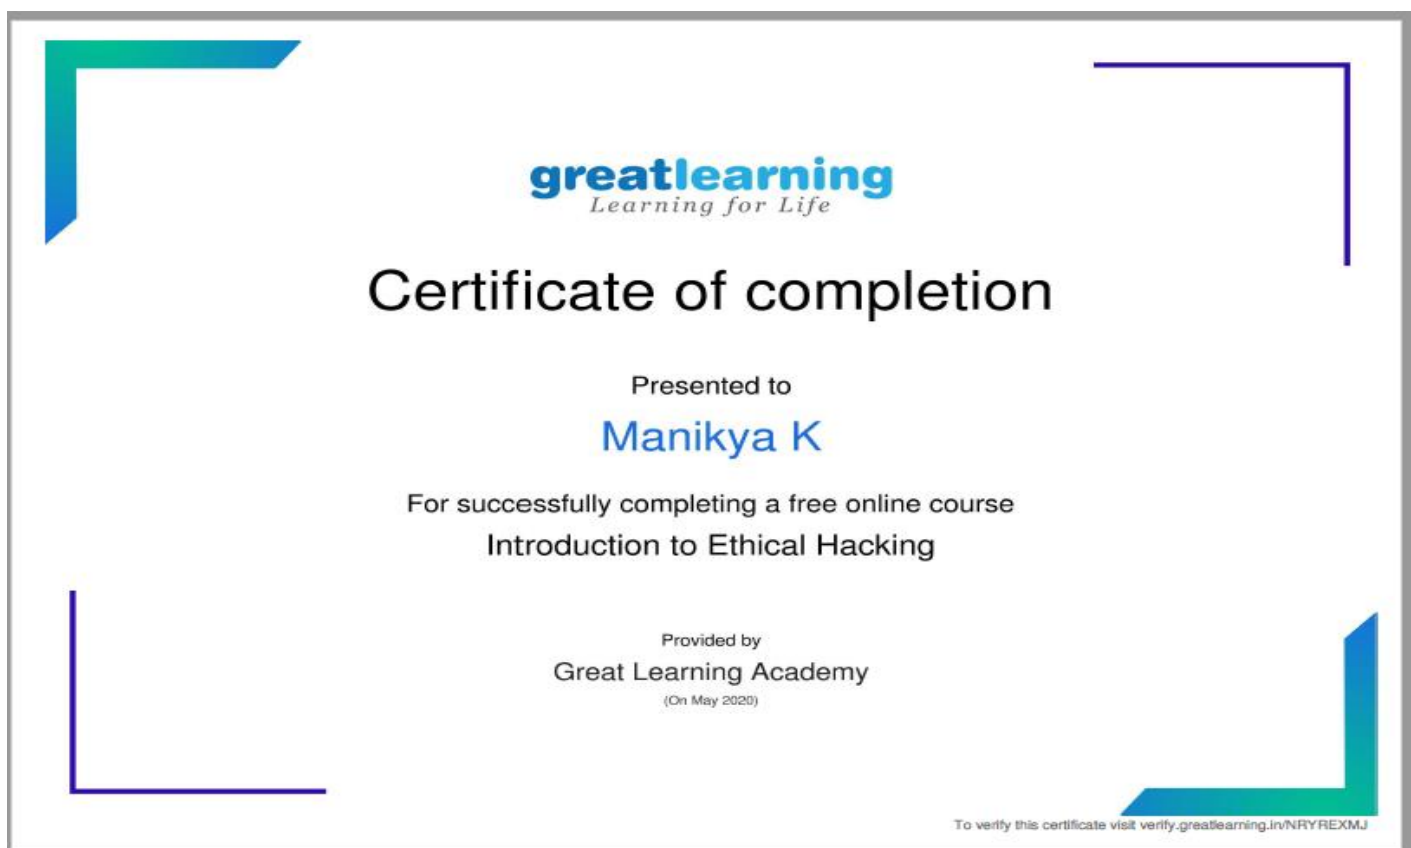 greatlearning
Learning for Life
Certificate of completion
Presented to
Manikya K
For successfully completing a free online course
Introduction to Ethical Hacking
Provided by
Great Learning Academy
(On May 2020)
To verify this certificate visit verify.greatlearning.in/NRYREXMJ